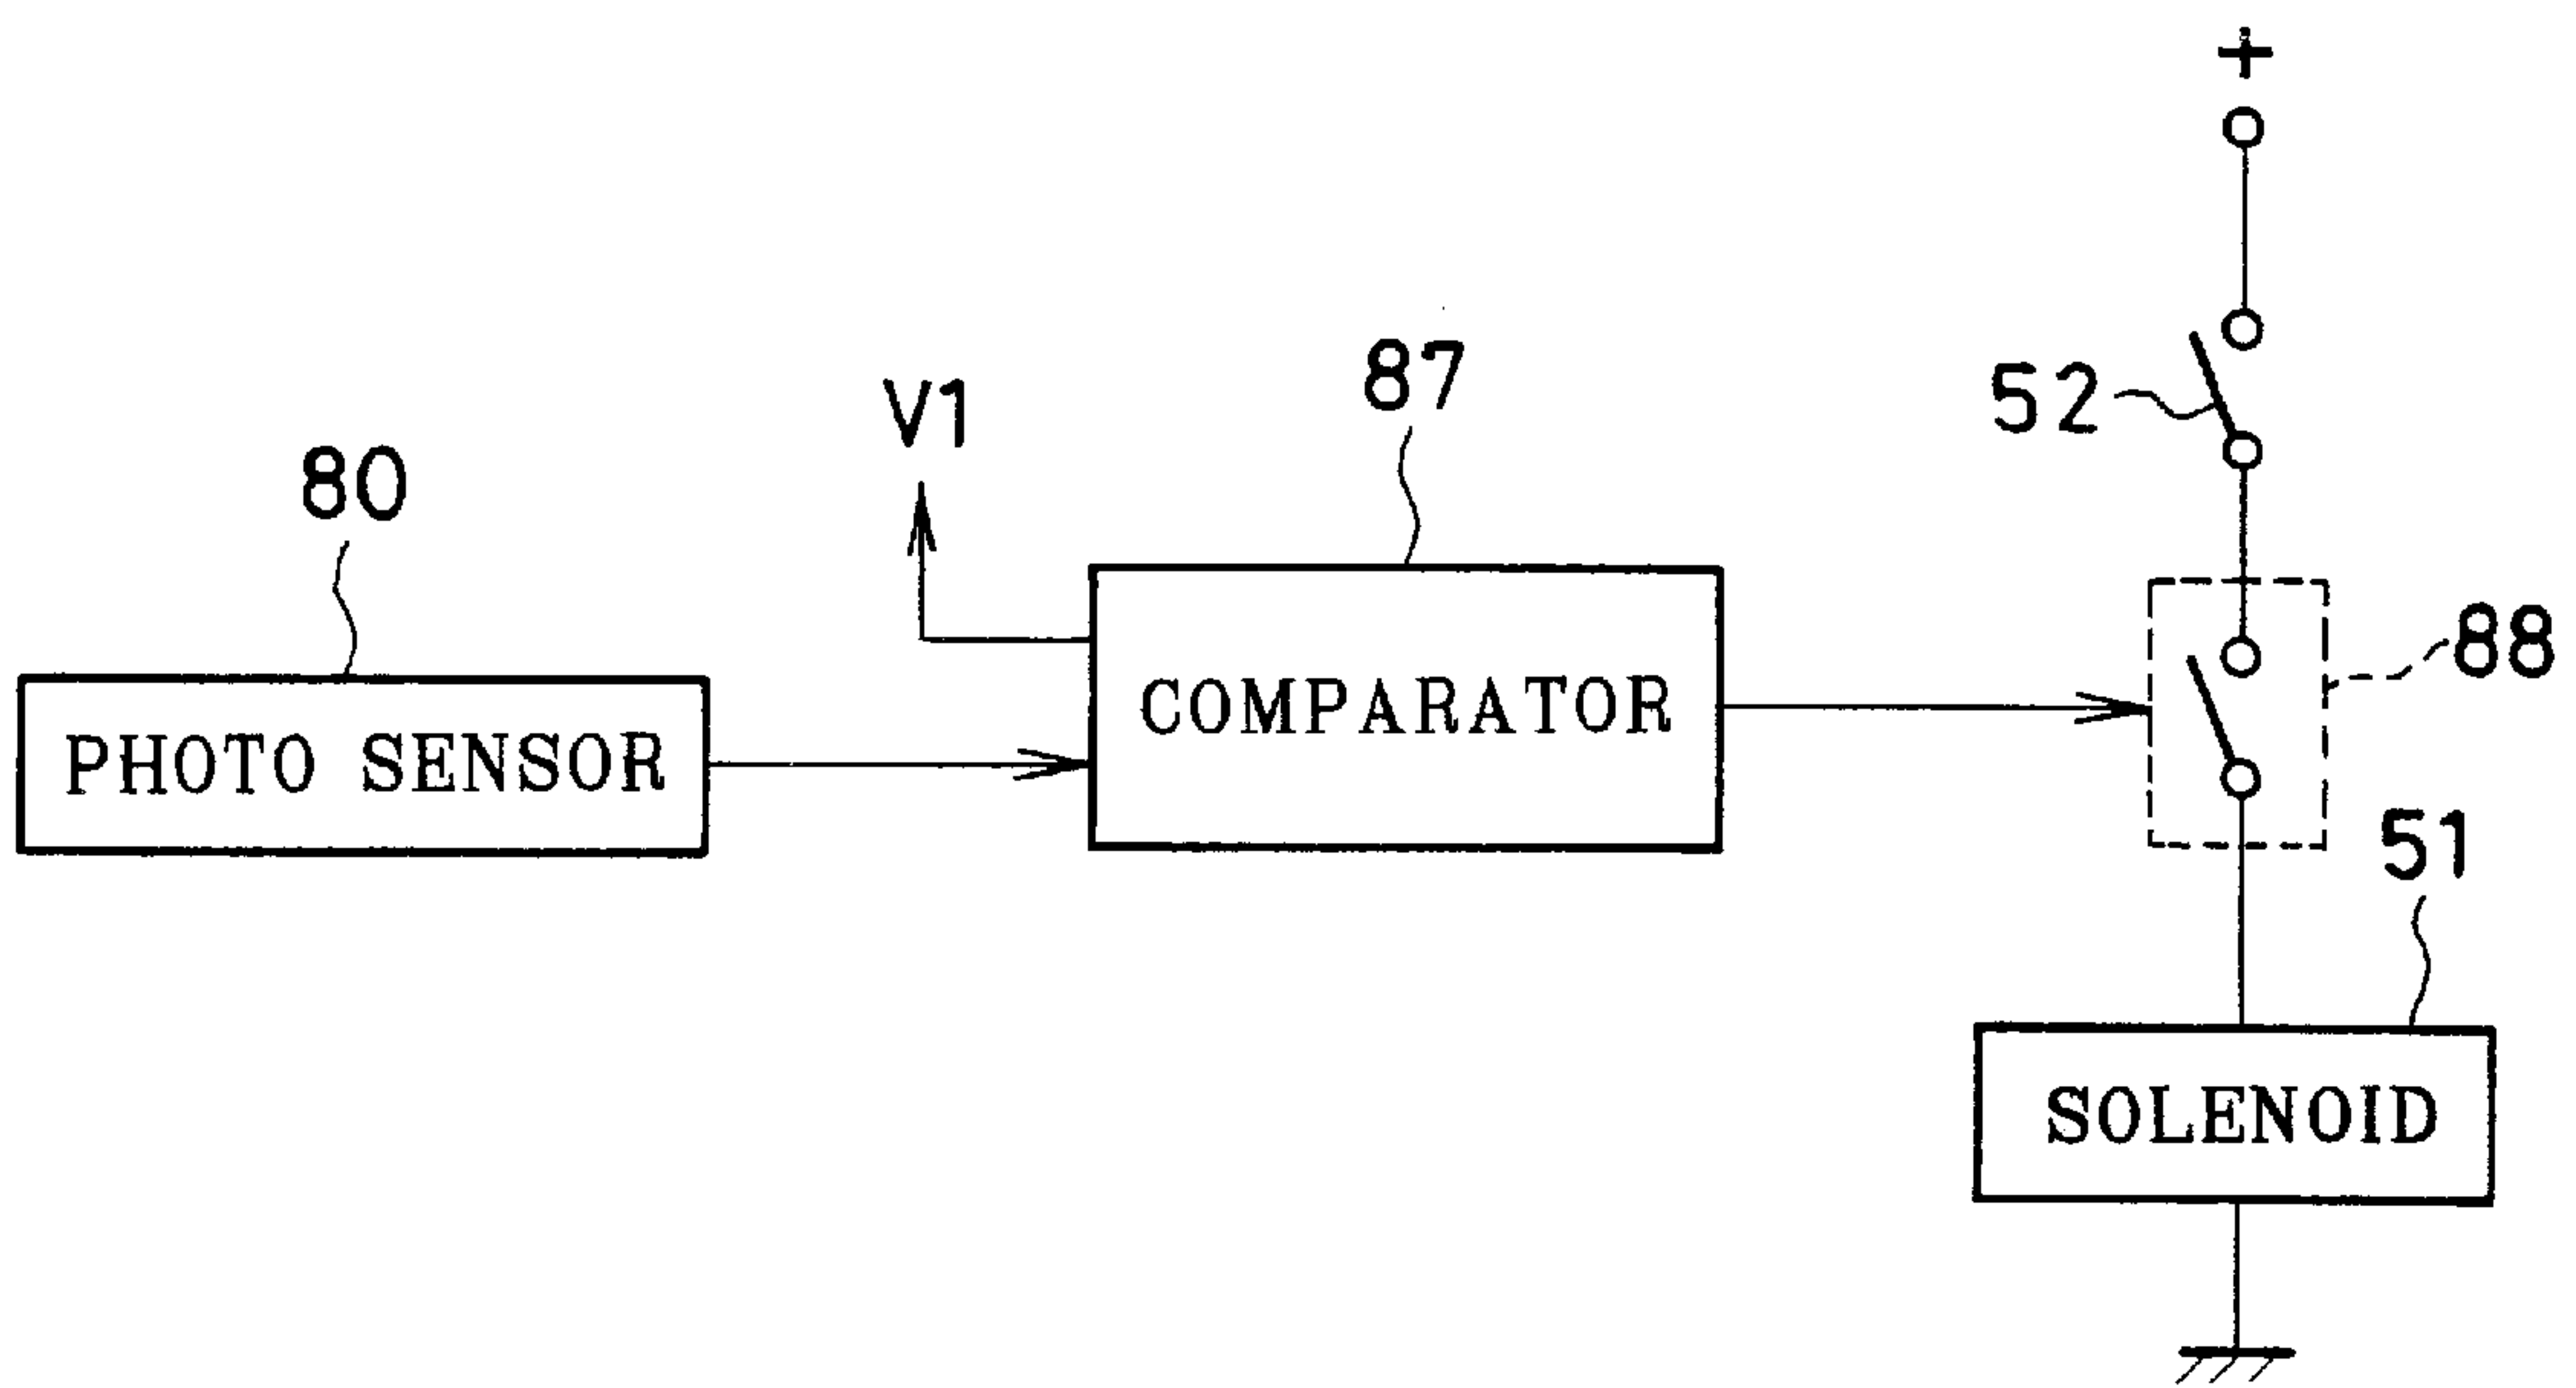 +
52
87
V1
80
88
COMPARATOR
PHOTO SENSOR
51
SOLENOID